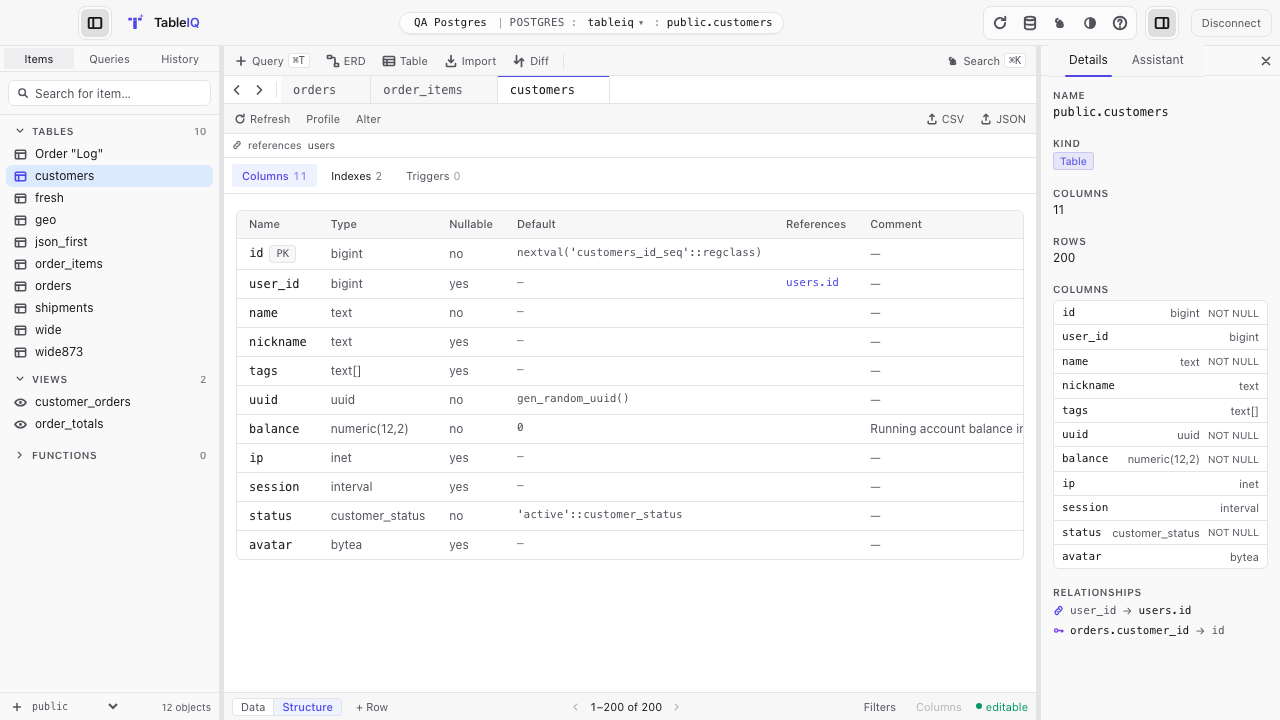 TableIQ
QA Postgres | POSTGRES : tableiq ▾ : public.customers
Disconnect
Items Queries History
Search for item...
TABLES 10
Order "Log"
customers
fresh
geo
json_first
order_items
orders
shipments
wide
wide873
VIEWS 2
customer_orders
order_totals
FUNCTIONS 0
public 12 objects
Query ⌘T ERD Table Import Diff Search ⌘K
orders order_items customers
Refresh Profile Alter CSV JSON
references users
Columns 11 Indexes 2 Triggers 0
Name Type Nullable Default References Comment
id PK bigint no nextval('customers_id_seq'::regclass) —
user_id bigint yes — users.id —
name text no — —
nickname text yes — —
tags text[] yes — —
uuid uuid no gen_random_uuid() —
balance numeric(12,2) no 0 Running account balance in
ip inet yes — —
session interval yes — —
status customer_status no 'active'::customer_status —
avatar bytea yes — —
Data Structure + Row 1–200 of 200 Filters Columns editable
Details Assistant
NAME
public.customers
KIND
Table
COLUMNS
11
ROWS
200
COLUMNS
id bigint NOT NULL
user_id bigint
name text NOT NULL
nickname text
tags text[]
uuid uuid NOT NULL
balance numeric(12,2) NOT NULL
ip inet
session interval
status customer_status NOT NULL
avatar bytea
RELATIONSHIPS
user_id → users.id
orders.customer_id → id